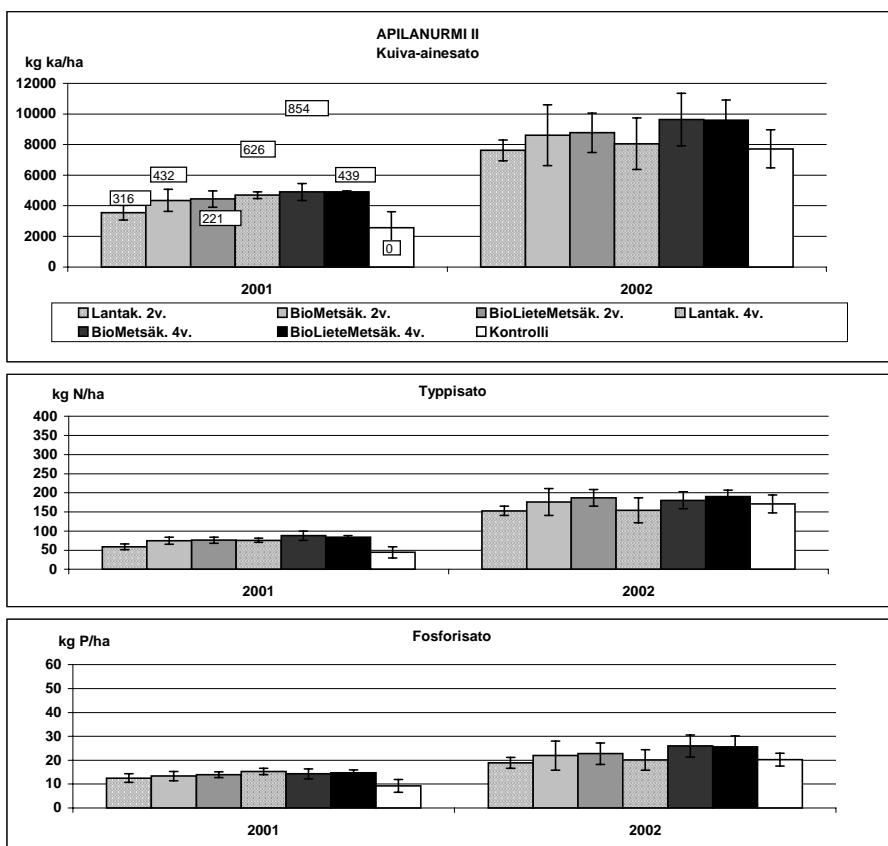 APILANURMI II
Kuiva-ainesato
kg ka/ha
12000
10000
8000
6000
4000
2000
0
316
432
221
626
854
439
0
2001
2002
Lantak. 2v.
BioMetsäk. 2v.
BioLieteMetsäk. 2v.
Lantak. 4v.
BioMetsäk. 4v.
BioLieteMetsäk. 4v.
Kontrolli
Typpisato
kg N/ha
400
350
300
250
200
150
100
50
0
2001
2002
Fosforisato
kg P/ha
60
50
40
30
20
10
0
2001
2002